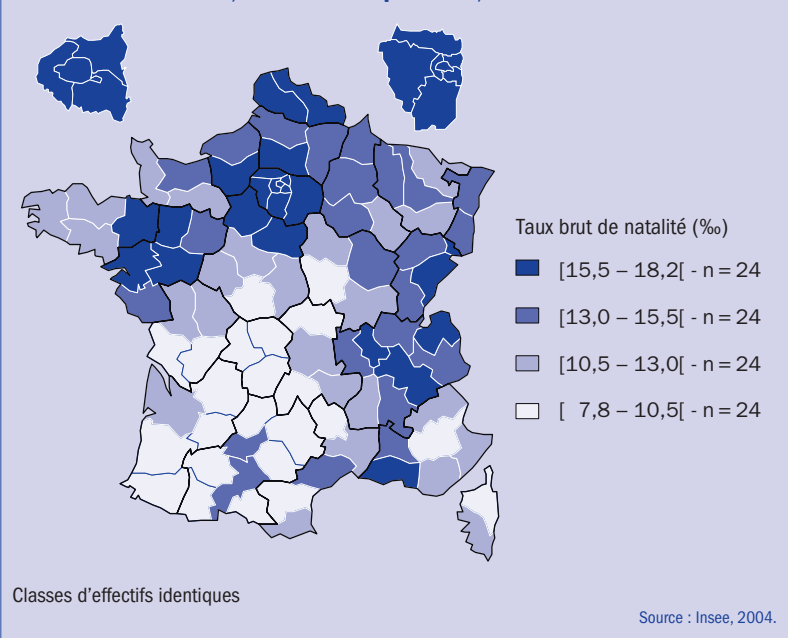 Taux brut de natalité (‰)
[15,5 – 18,2[ - n = 24
[13,0 – 15,5[ - n = 24
[10,5 – 13,0[ - n = 24
[ 7,8 – 10,5[ - n = 24
Classes d’effectifs identiques
Source : Insee, 2004.